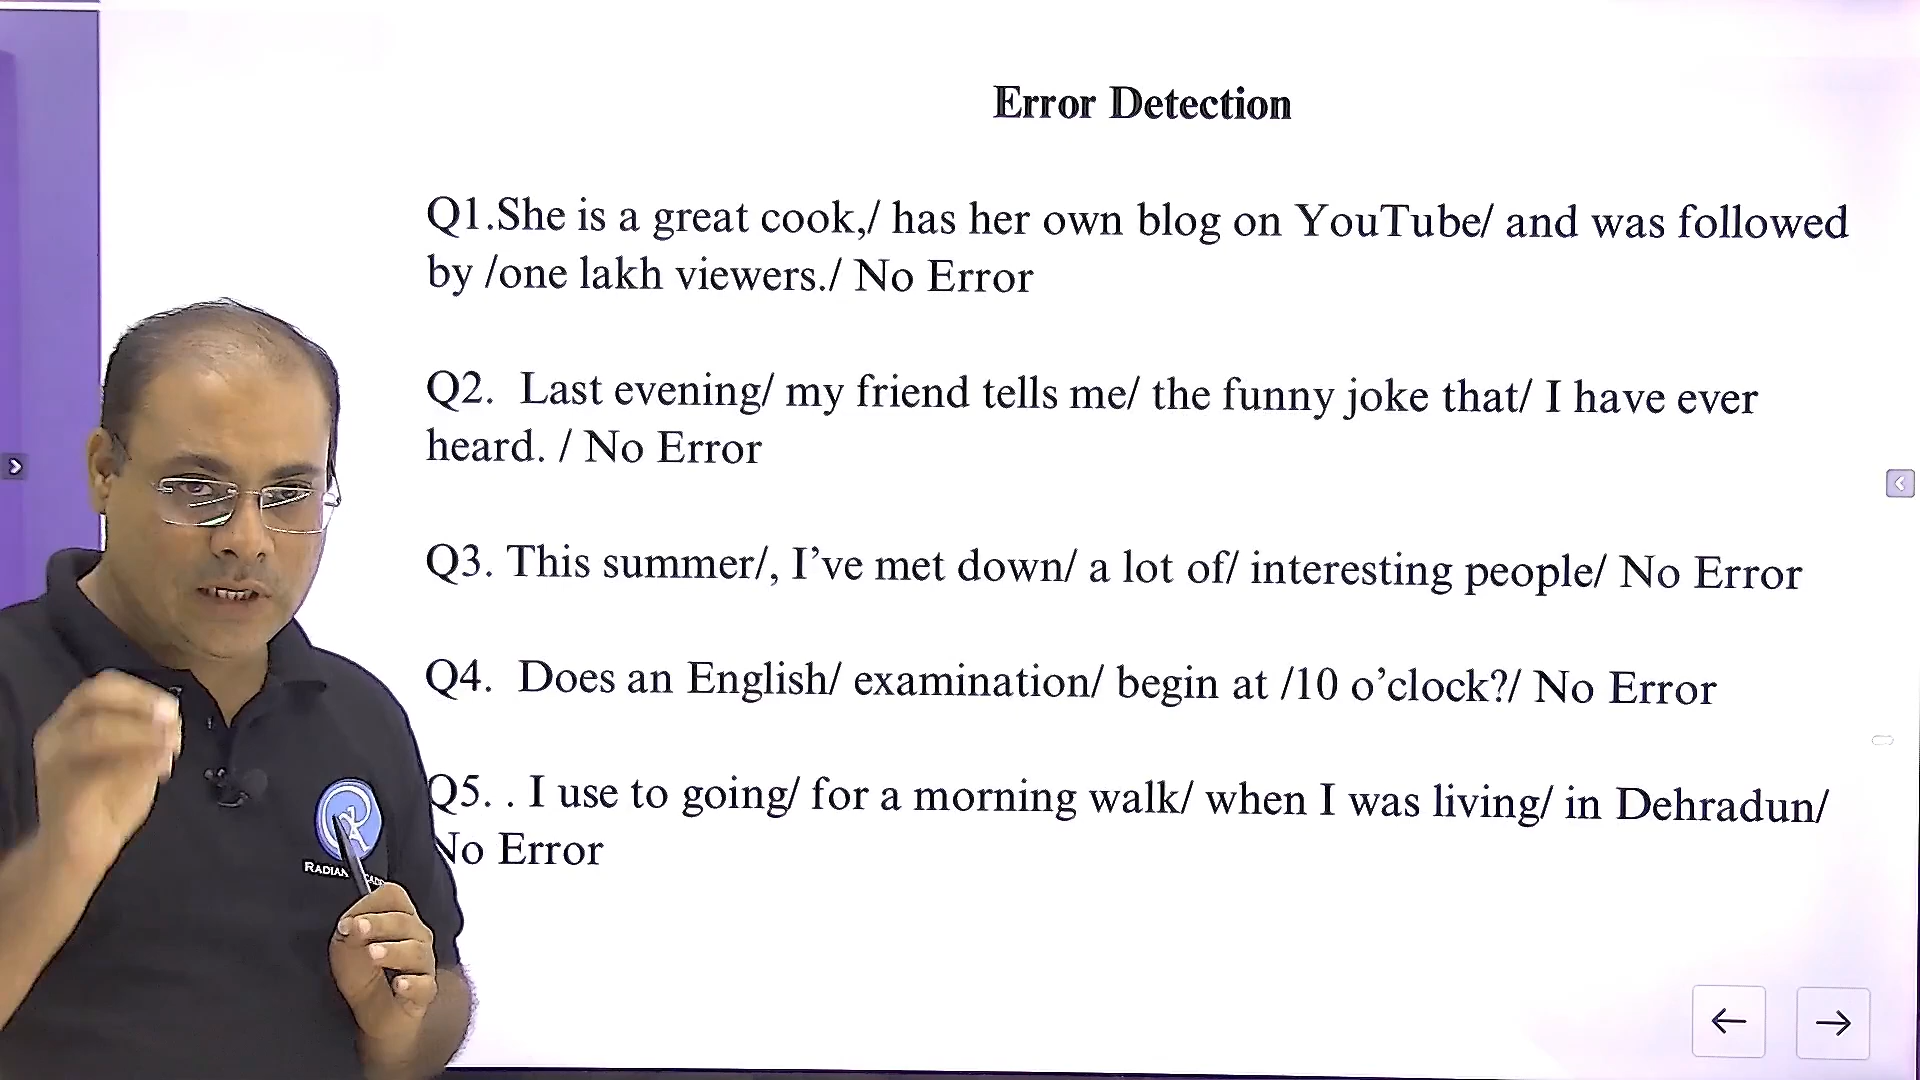 Error Detection
Q1.She is a great cook,/ has her own blog on YouTube/ and was followed
by /one lakh viewers./ No Error
Q2. Last evening/ my friend tells me/ the funny joke that/ I have ever
heard. / No Error
Q3. This summer/, I’ve met down/ a lot of/ interesting people/ No Error
Q4. Does an English/ examination/ begin at /10 o’clock?/ No Error
Q5. . I use to going/ for a morning walk/ when I was living/ in Dehradun/
No Error